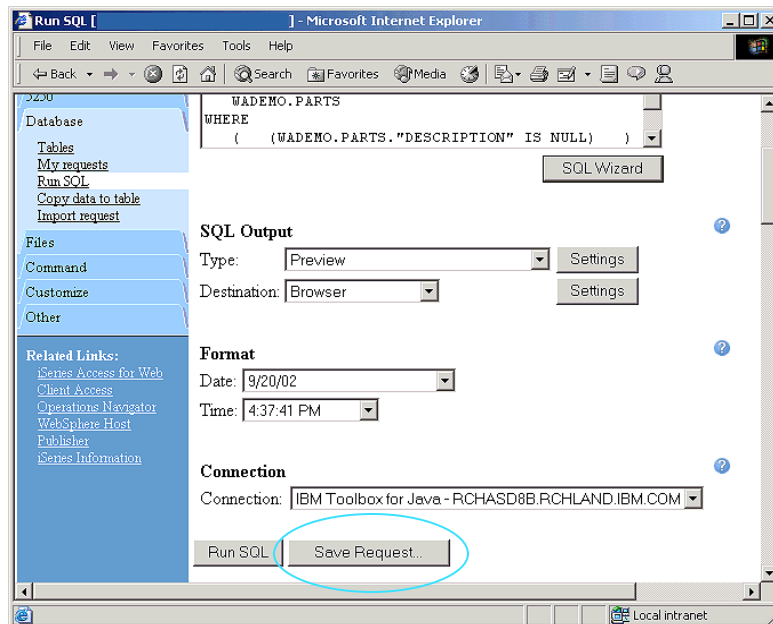 Run SQL [ ] - Microsoft Internet Explorer
File Edit View Favorites Tools Help
Back Search Favorites Media
5250
Database
Tables
My requests
Run SQL
Copy data to table
Import request
Files
Command
Customize
Other
Related Links:
iSeries Access for Web
Client Access
Operations Navigator
WebSphere Host
Publisher
iSeries Information
WADEMO.PARTS
WHERE
( (WADEMO.PARTS."DESCRIPTION" IS NULL) )
SQL Wizard
SQL Output
?
Type: Preview Settings
Destination: Browser Settings
Format
?
Date: 9/20/02
Time: 4:37:41 PM
Connection
?
Connection: IBM Toolbox for Java - RCHASD8B.RCHLAND.IBM.COM
Run SQL Save Request...
Local intranet